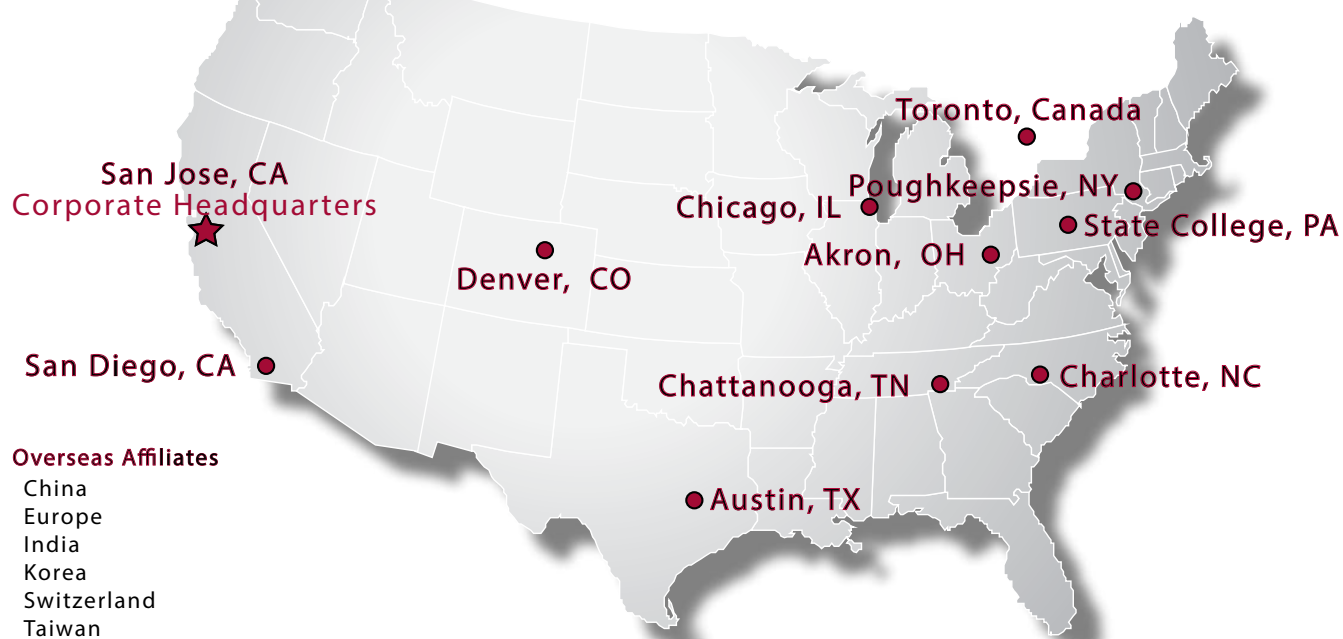 Toronto, Canada
San Jose, CA
Corporate Headquarters
Poughkeepsie, NY
Chicago, IL
State College, PA
Akron, OH
Denver, CO
San Diego, CA
Chattanooga, TN
Charlotte, NC
Overseas Affiliates
China
Europe
India
Korea
Switzerland
Taiwan
Austin, TX